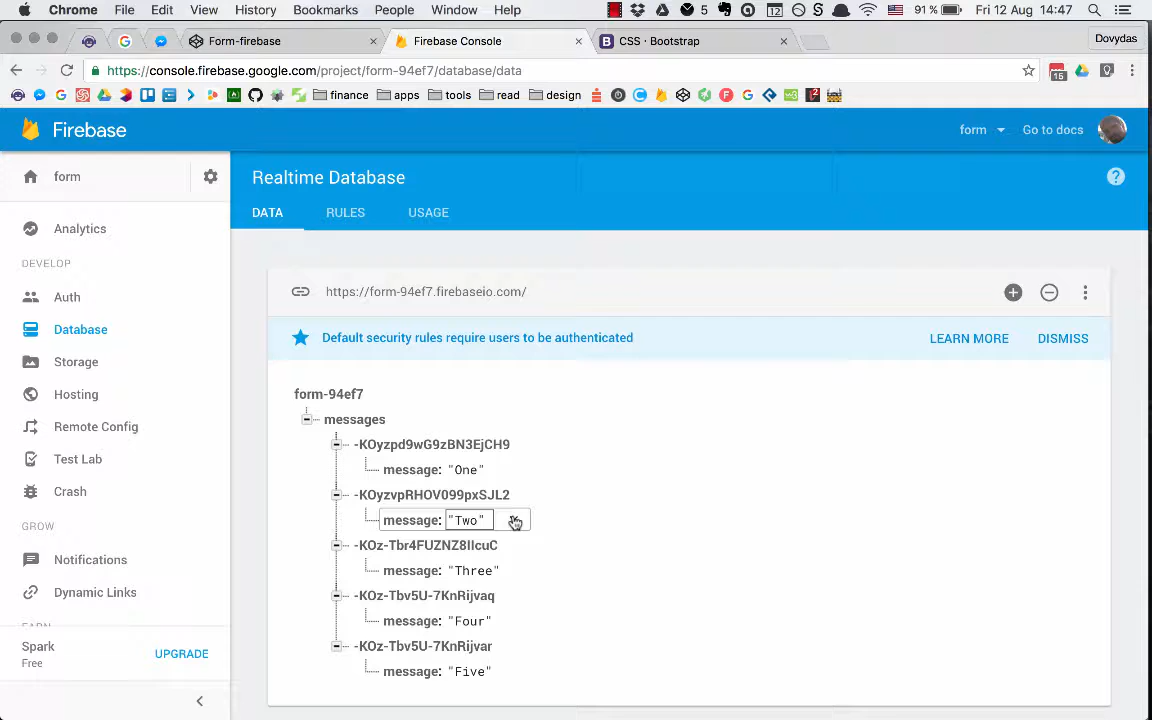 Chrome File Edit View History Bookmarks People Window Help 5 12 91% Fri 12 Aug 14:47
Form-firebase Firebase Console CSS · Bootstrap Dovydas
https://console.firebase.google.com/project/form-94ef7/database/data 16
finance apps tools read design
Firebase form Go to docs
form
Realtime Database
DATA RULES USAGE
Analytics
DEVELOP
Auth
Database
Storage
Hosting
Remote Config
Test Lab
Crash
GROW
Notifications
Dynamic Links
EARN
Spark
Free
UPGRADE
https://form-94ef7.firebaseio.com/
Default security rules require users to be authenticated LEARN MORE DISMISS
form-94ef7
messages
-KOyzpd9wG9zBN3EjCH9
message: "One"
-KOyzvpRHOV099pxSJL2
message: "Two"
-KOz-Tbr4FUZNZ8IIcuC
message: "Three"
-KOz-Tbv5U-7KnRijvaq
message: "Four"
-KOz-Tbv5U-7KnRijvar
message: "Five"